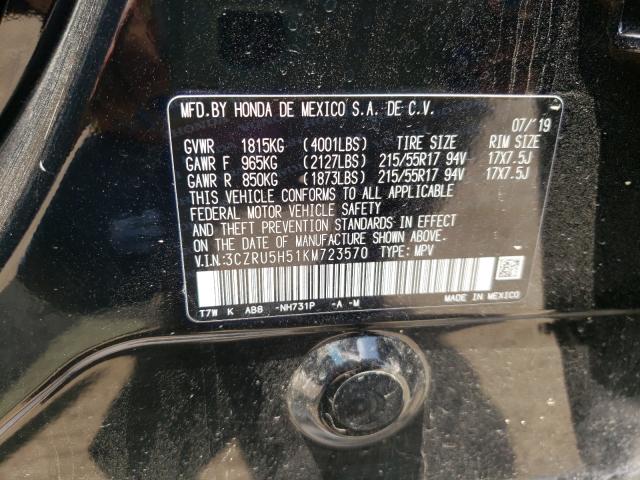 MFD.BY HONDA DE MEXICO S.A. DE C.V.
07/'19
GVWR 1815KG (4001LBS) TIRE SIZE RIM SIZE
GAWR F 965KG (2127LBS) 215/55R17 94V 17X7.5J
GAWR R 850KG (1873LBS) 215/55R17 94V 17X7.5J
THIS VEHICLE CONFORMS TO ALL APPLICABLE
FEDERAL MOTOR VEHICLE SAFETY
AND THEFT PREVENTION STANDARDS IN EFFECT
ON THE DATE OF MANUFACTURE SHOWN ABOVE.
V.I.N:3CZRU5H51KM723570 TYPE: MPV
T7W K AB8 -NH731P -A -M MADE IN MEXICO